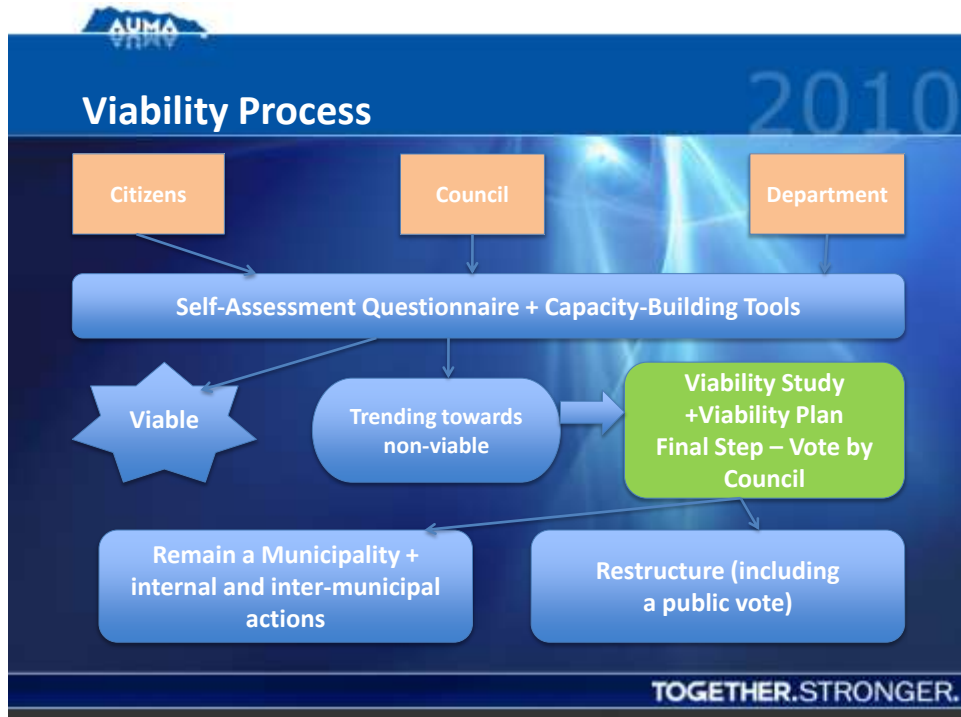 AUMA
2010
Viability Process
Citizens
Council
Department
Self-Assessment Questionnaire + Capacity-Building Tools
Viable
Trending towards
non-viable
Viability Study
+Viability Plan
Final Step – Vote by
Council
Remain a Municipality +
internal and inter-municipal
actions
Restructure (including
a public vote)
TOGETHER.STRONGER.